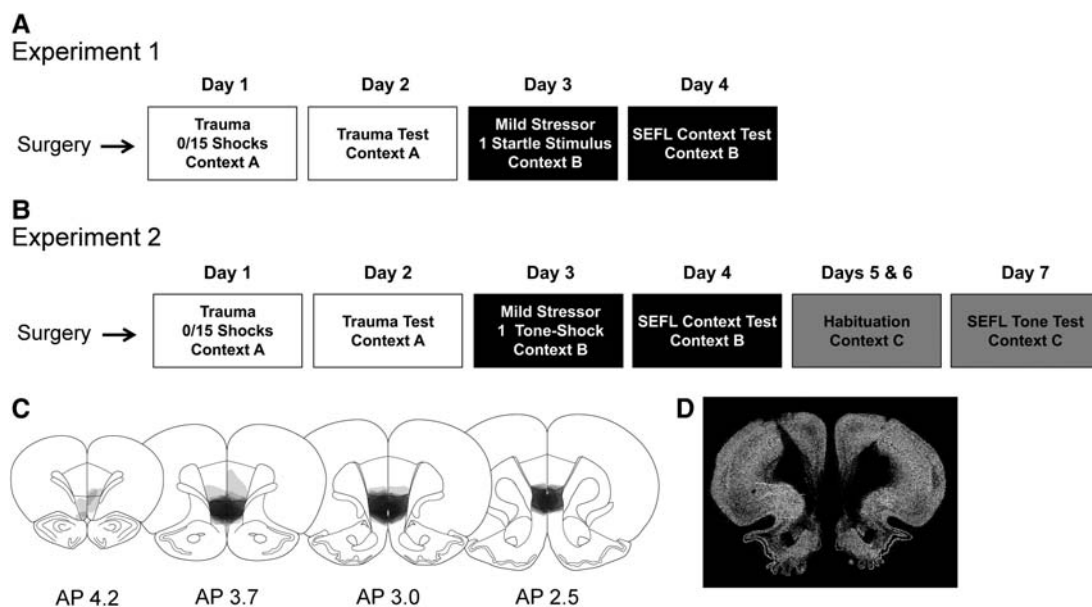 A
Experiment 1
Day 1
Day 2
Day 3
Day 4
Surgery
Trauma
0/15 Shocks
Context A
Trauma Test
Context A
Mild Stressor
1 Startle Stimulus
Context B
SEFL Context Test
Context B
B
Experiment 2
Day 1
Day 2
Day 3
Day 4
Days 5 & 6
Day 7
Surgery
Trauma
0/15 Shocks
Context A
Trauma Test
Context A
Mild Stressor
1 Tone-Shock
Context B
SEFL Context Test
Context B
Habituation
Context C
SEFL Tone Test
Context C
C
D
AP 4.2
AP 3.7
AP 3.0
AP 2.5